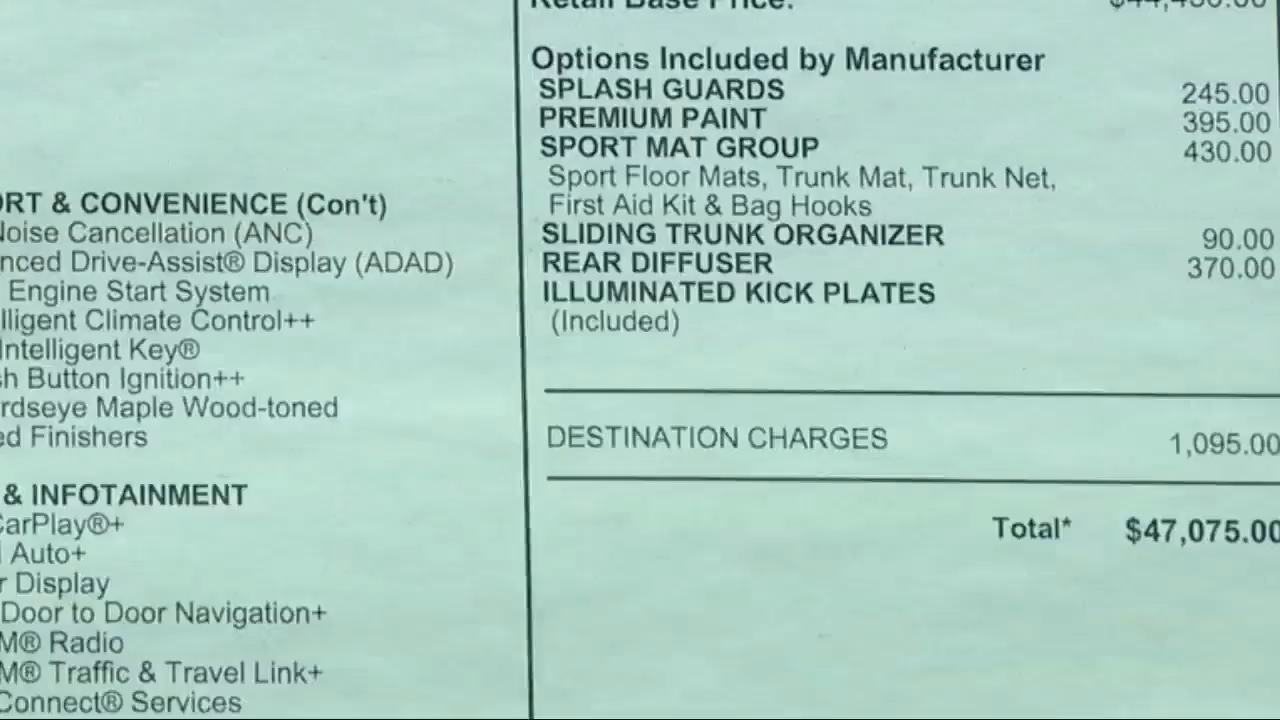 ORT & CONVENIENCE (Con't)
Noise Cancellation (ANC)
nced Drive-Assist® Display (ADAD)
Engine Start System
lligent Climate Control++
Intelligent Key®
sh Button Ignition++
rdseye Maple Wood-toned
ed Finishers
& INFOTAINMENT
CarPlay®+
Auto+
r Display
Door to Door Navigation+
M® Radio
M® Traffic & Travel Link+
Connect® Services
Retail Base Price:
Options Included by Manufacturer
SPLASH GUARDS 245.00
PREMIUM PAINT 395.00
SPORT MAT GROUP 430.00
Sport Floor Mats, Trunk Mat, Trunk Net,
First Aid Kit & Bag Hooks
SLIDING TRUNK ORGANIZER 90.00
REAR DIFFUSER 370.00
ILLUMINATED KICK PLATES
(Included)
DESTINATION CHARGES 1,095.00
Total* $47,075.00